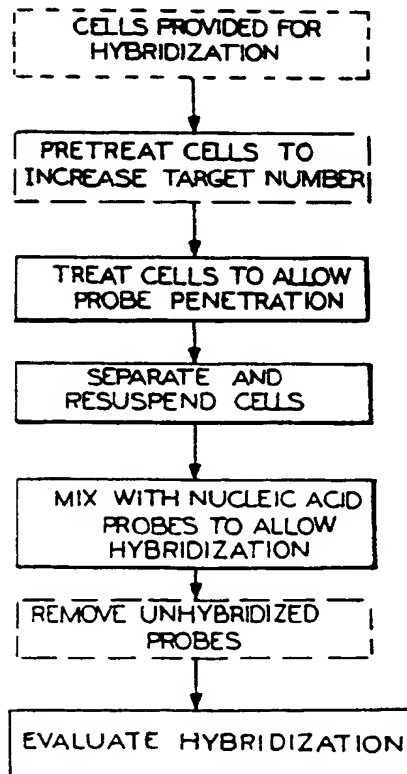 CELLS PROVIDED FOR
HYBRIDIZATION
PRETREAT CELLS TO
INCREASE TARGET NUMBER
TREAT CELLS TO ALLOW
PROBE PENETRATION
SEPARATE AND
RESUSPEND CELLS
MIX WITH NUCLEIC ACID
PROBES TO ALLOW
HYBRIDIZATION
REMOVE UNHYBRIDIZED
PROBES
EVALUATE HYBRIDIZATION